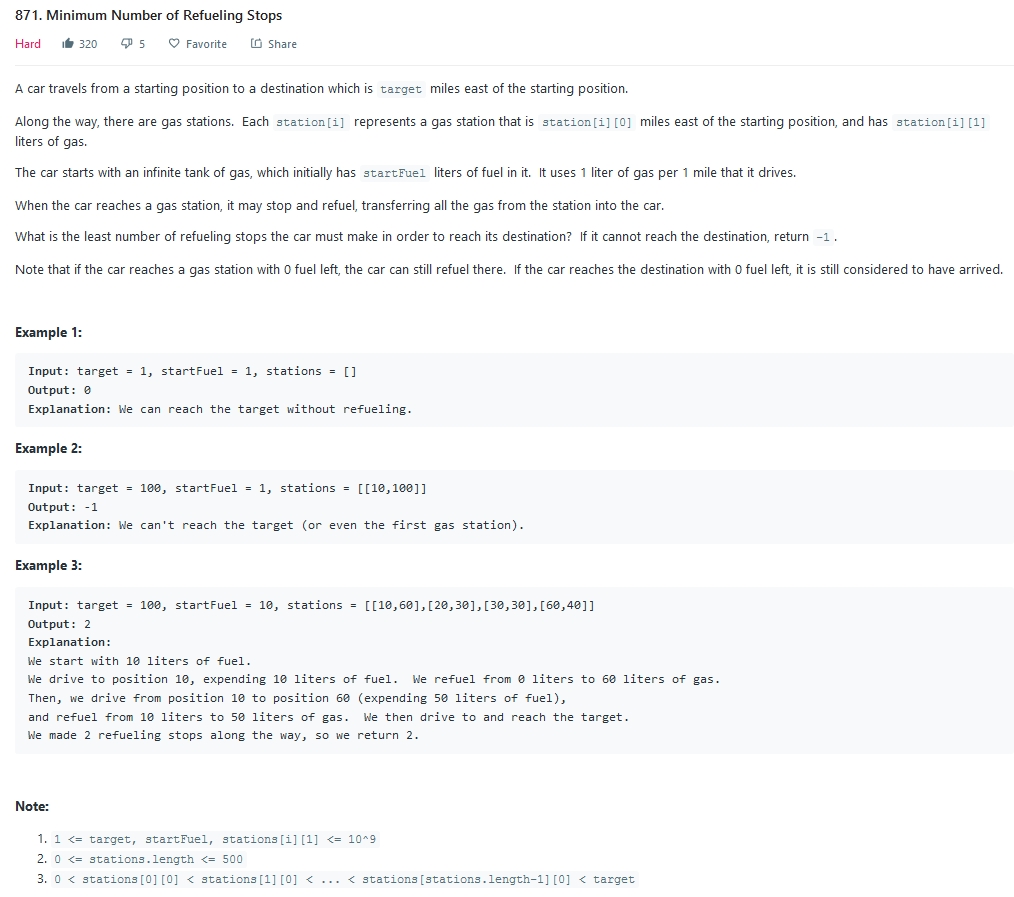 871. Minimum Number of Refueling Stops
Hard 320 5 Favorite Share
A car travels from a starting position to a destination which is target miles east of the starting position.
Along the way, there are gas stations. Each station[i] represents a gas station that is station[i][0] miles east of the starting position, and has station[i][1]
liters of gas.
The car starts with an infinite tank of gas, which initially has startFuel liters of fuel in it. It uses 1 liter of gas per 1 mile that it drives.
When the car reaches a gas station, it may stop and refuel, transferring all the gas from the station into the car.
What is the least number of refueling stops the car must make in order to reach its destination? If it cannot reach the destination, return -1.
Note that if the car reaches a gas station with 0 fuel left, the car can still refuel there. If the car reaches the destination with 0 fuel left, it is still considered to have arrived.
Example 1:
Input: target = 1, startFuel = 1, stations = []
Output: 0
Explanation: We can reach the target without refueling.
Example 2:
Input: target = 100, startFuel = 1, stations = [[10,100]]
Output: -1
Explanation: We can't reach the target (or even the first gas station).
Example 3:
Input: target = 100, startFuel = 10, stations = [[10,60],[20,30],[30,30],[60,40]]
Output: 2
Explanation:
We start with 10 liters of fuel.
We drive to position 10, expending 10 liters of fuel. We refuel from 0 liters to 60 liters of gas.
Then, we drive from position 10 to position 60 (expending 50 liters of fuel),
and refuel from 10 liters to 50 liters of gas. We then drive to and reach the target.
We made 2 refueling stops along the way, so we return 2.
Note:
1. 1 <= target, startFuel, stations[i][1] <= 10^9
2. 0 <= stations.length <= 500
3. 0 < stations[0][0] < stations[1][0] < ... < stations[stations.length-1][0] < target